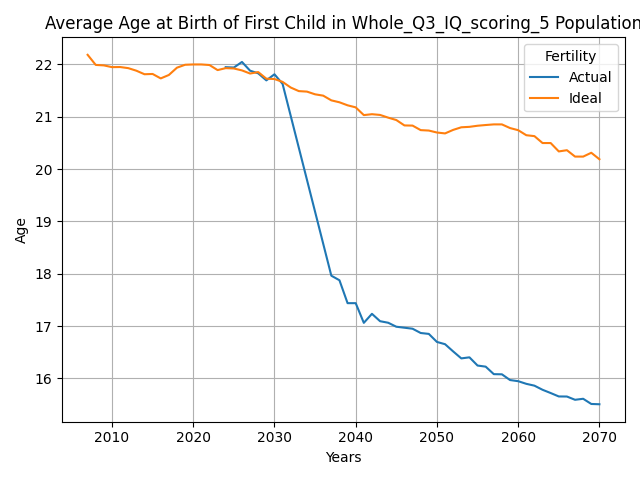 Average Age at Birth of First Child in Whole_Q3_IQ_scoring_5 Population
Fertility
Actual
Ideal
22
21
20
19
18
17
16
Age
2010 2020 2030 2040 2050 2060 2070
Years